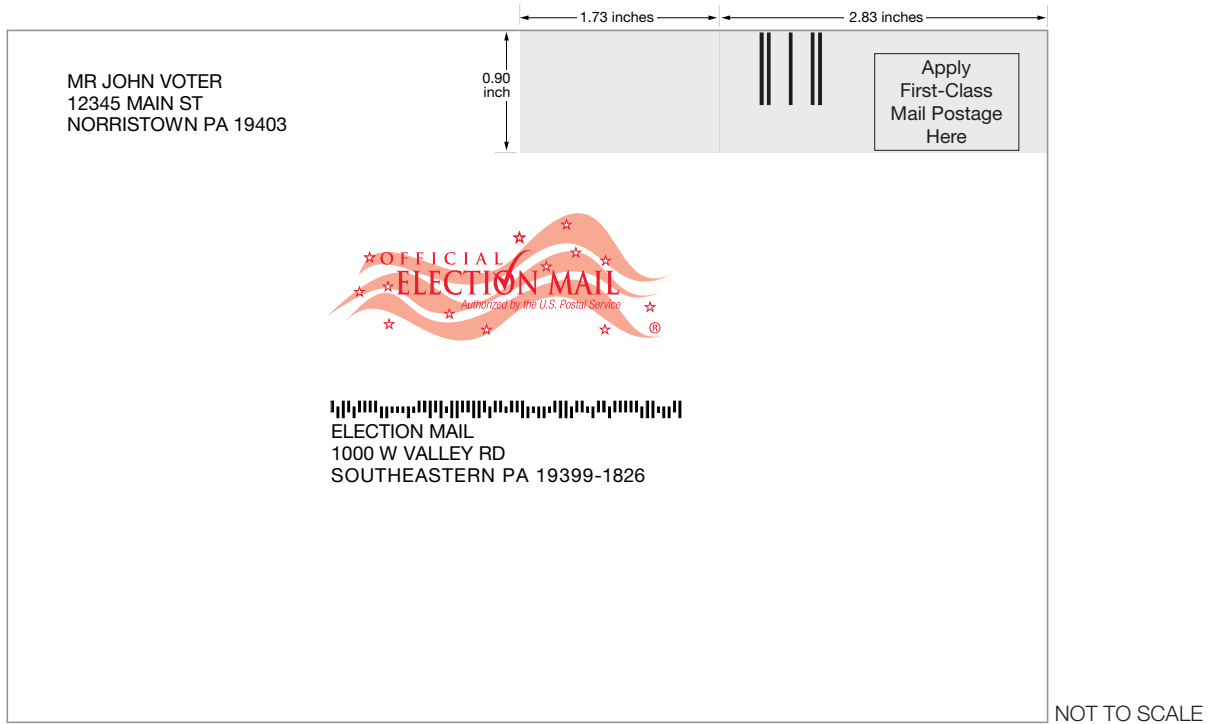 1.73 inches
2.83 inches
0.90
inch
MR JOHN VOTER
12345 MAIN ST
NORRISTOWN PA 19403
Apply
First-Class
Mail Postage
Here
OFFICIAL
ELECTION MAIL
Authorized by the U.S. Postal Service
®
ELECTION MAIL
1000 W VALLEY RD
SOUTHEASTERN PA 19399-1826
NOT TO SCALE